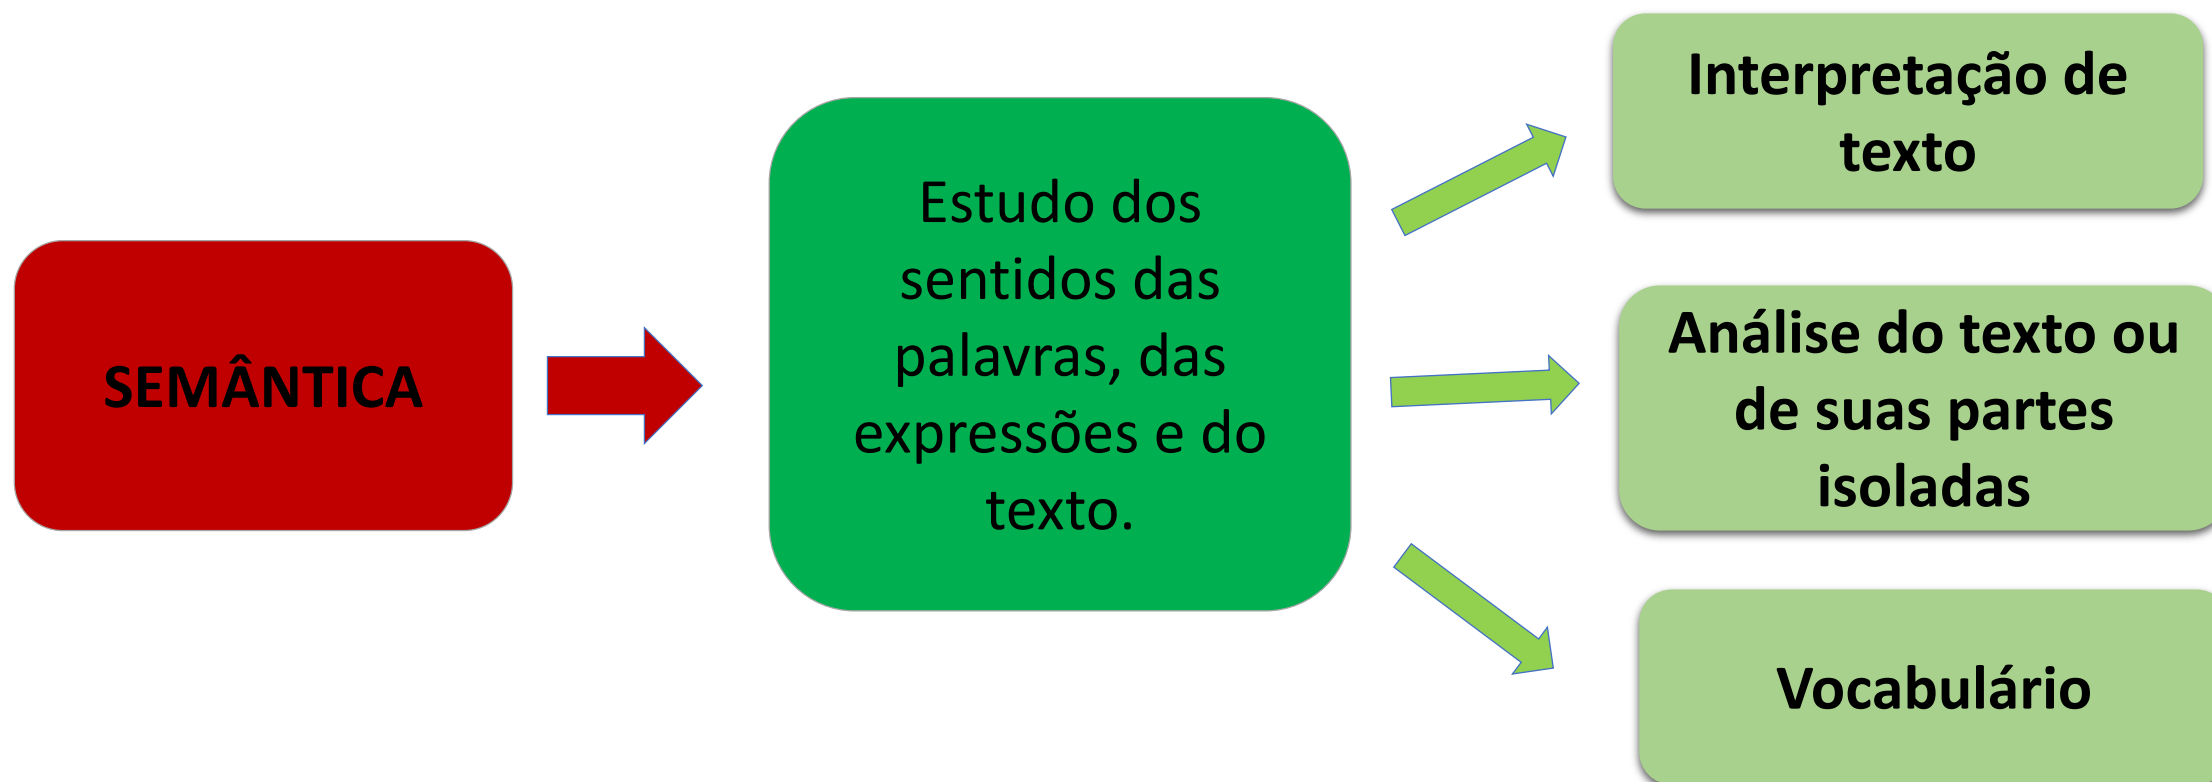 SEMÂNTICA
Estudo dos
sentidos das
palavras, das
expressões e do
texto.
Interpretação de
texto
Análise do texto ou
de suas partes
isoladas
Vocabulário